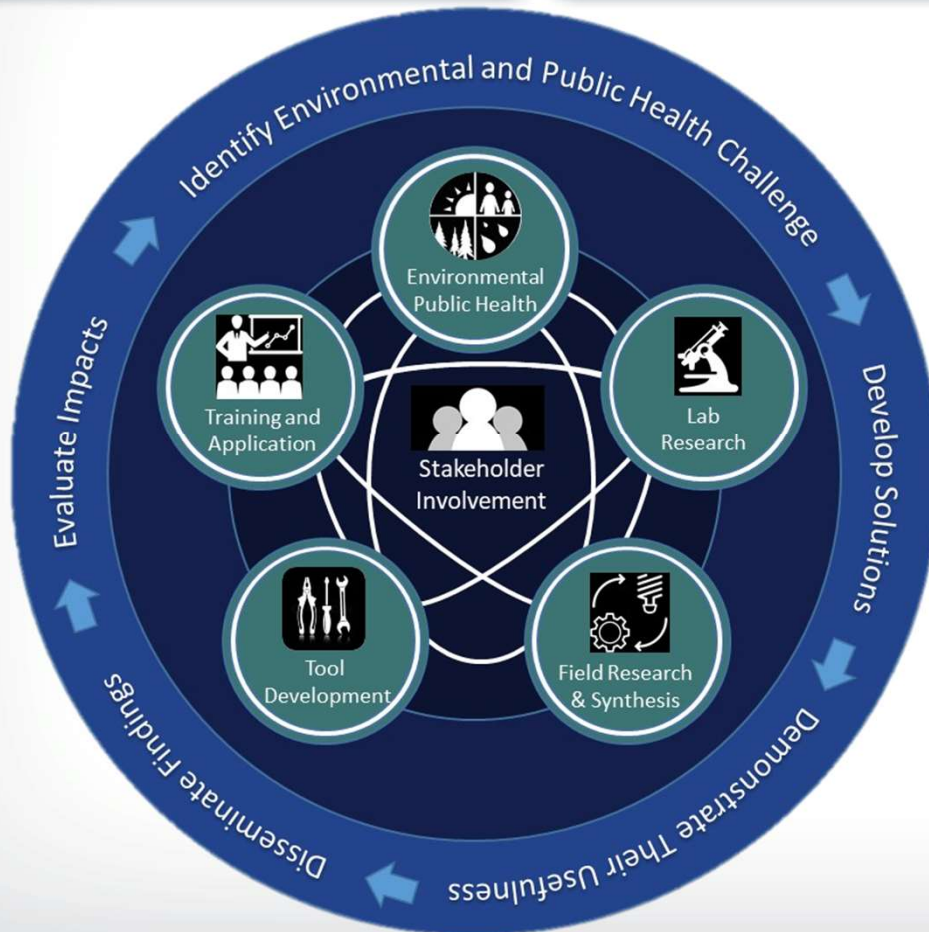 Identify Environmental and Public Health Challenge
Develop Solutions
Demonstrate Their Usefulness
Disseminate Findings
Evaluate Impacts
Environmental
Public Health
Lab
Research
Field Research
& Synthesis
Tool
Development
Training and
Application
Stakeholder
Involvement